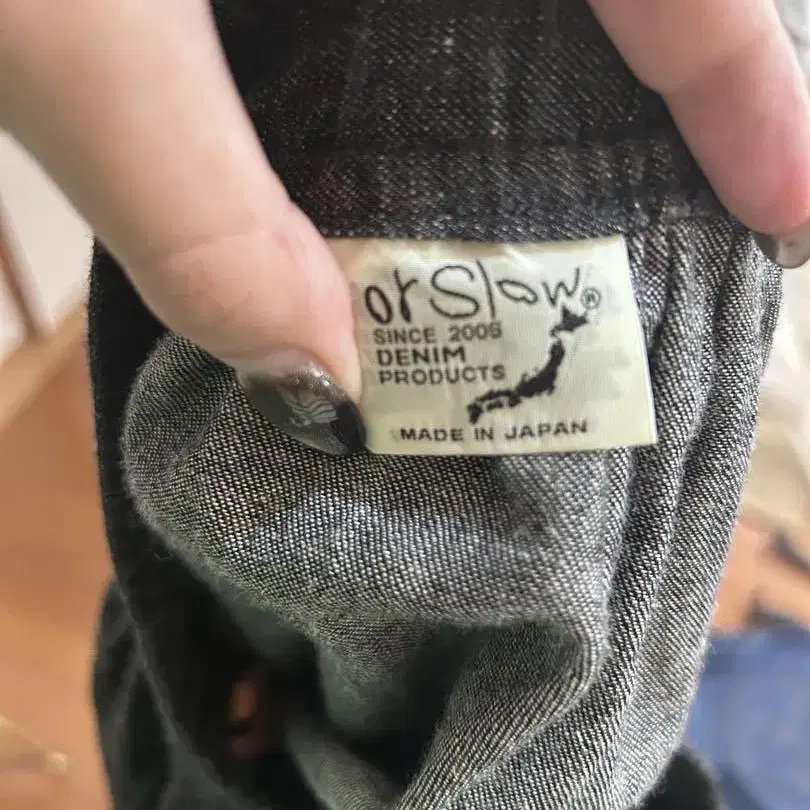 orSlow®
SINCE 2005
DENIM
PRODUCTS
MADE IN JAPAN